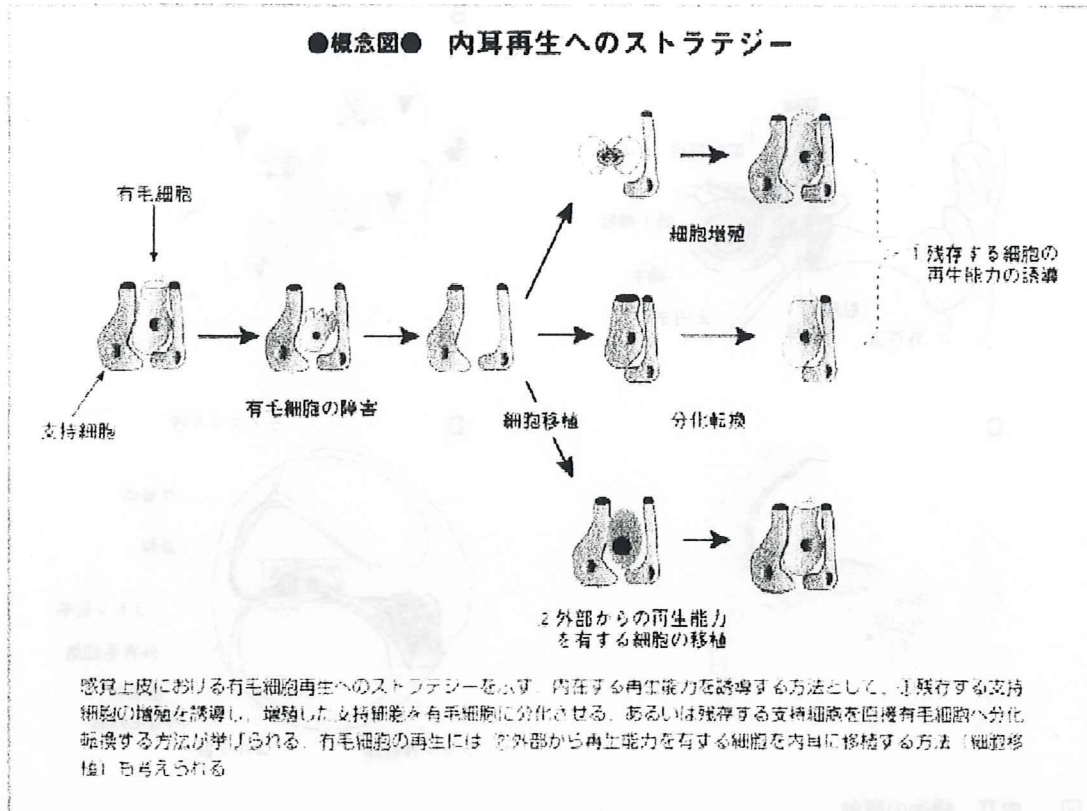 ●概念図● 内耳再生へのストラテジー
有毛細胞
支持細胞
有毛細胞の障害
細胞増殖
細胞移植
分化転換
1 残存する細胞の
再生能力の誘導
2 外部からの再生能力
を有する細胞の移植
感覚上皮における有毛細胞再生へのストラテジーを示す．内在する再生能力を誘導する方法として，①残存する支持
細胞の増殖を誘導し，増殖した支持細胞を有毛細胞に分化させる，あるいは残存する支持細胞を直接有毛細胞へ分化
転換する方法が挙げられる．有毛細胞の再生には ②外部から再生能力を有する細胞を内耳に移植する方法（細胞移
植）も考えられる